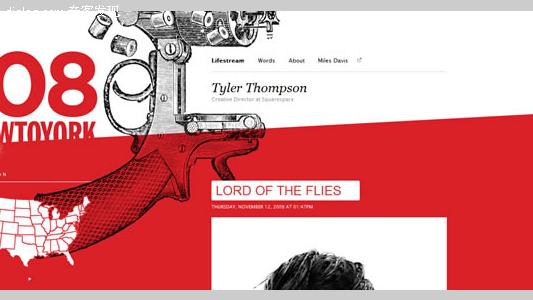 08
WTOYORK
Lifestream Words About Miles Davis
Tyler Thompson
Creative Director at Squarespace
LORD OF THE FLIES
THURSDAY, NOVEMBER 12, 2009 AT 01:47PM